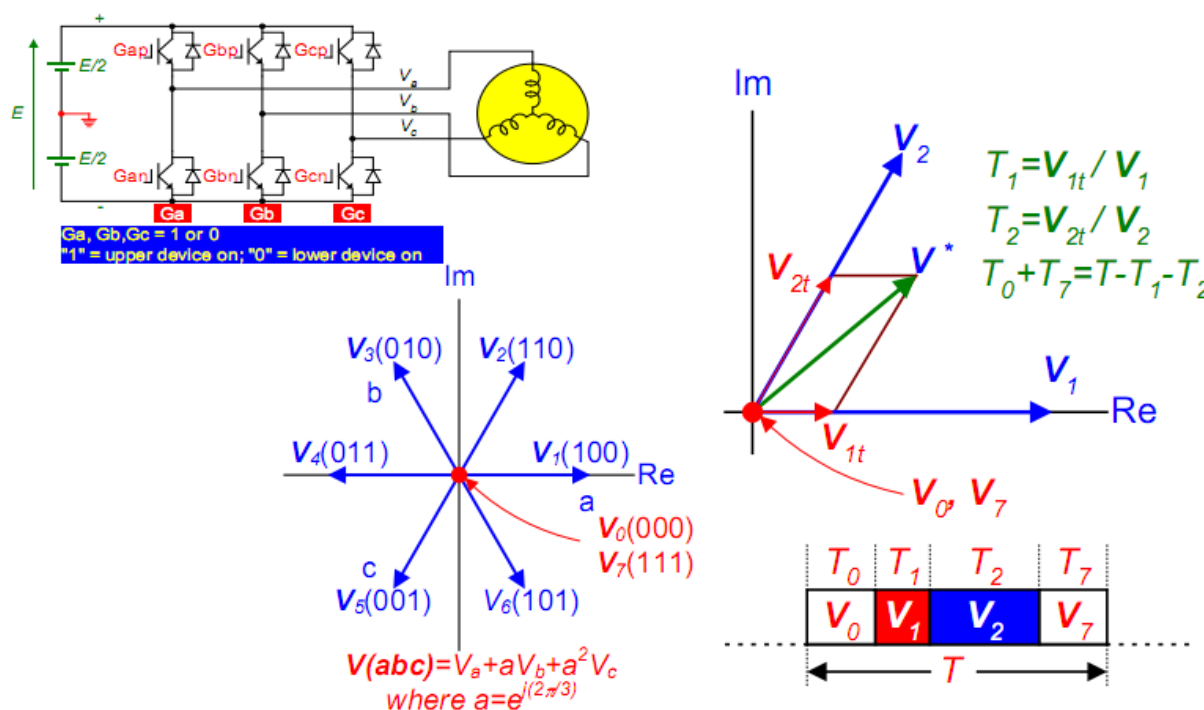 +
Gap
Gbp
Gcp
E/2
E
Va
Vb
Vc
E/2
Gan
Gbn
Gcn
-
Ga
Gb
Gc
Ga, Gb,Gc = 1 or 0
"1" = upper device on; "0" = lower device on
Im
V3(010)
V2(110)
b
V4(011)
V1(100)
Re
a
V0(000)
V7(111)
c
V5(001)
V6(101)
V(abc)=Va+aVb+a²Vc
where a=e^j(2π/3)
Im
V2
T1=V1t / V1
T2=V2t / V2
T0+T7=T-T1-T2
V2t
V*
V1
Re
V1t
V0, V7
T0 T1 T2 T7
V0 V1 V2 V7
T